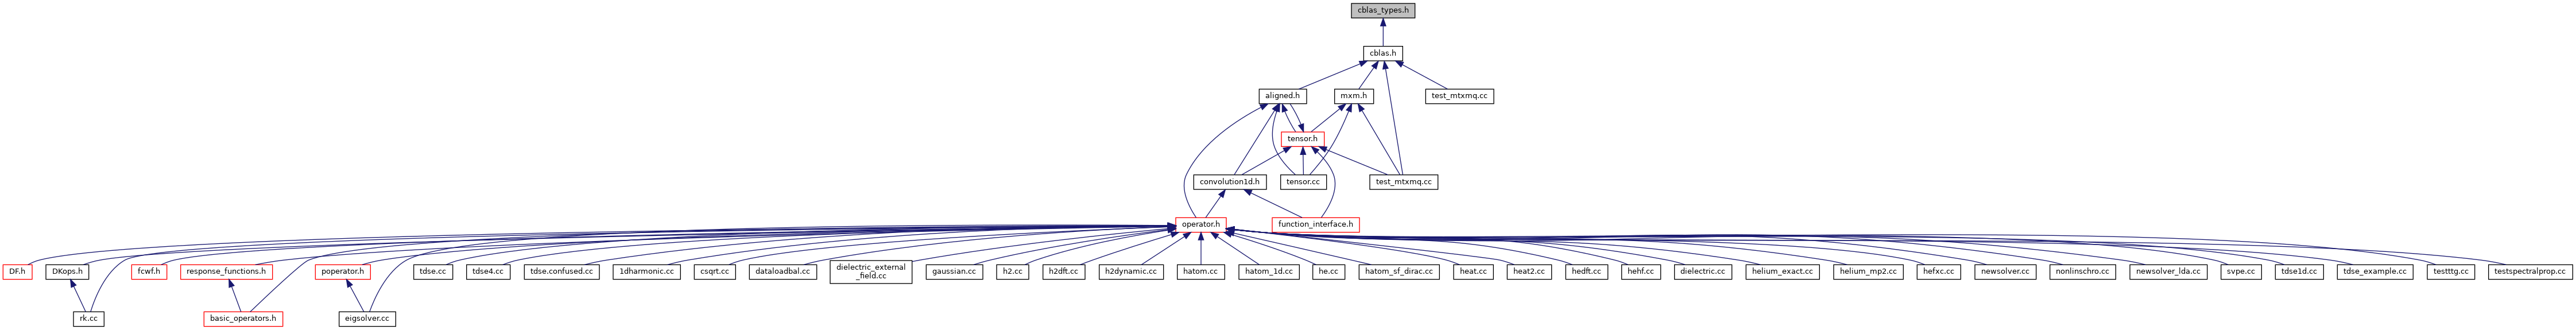 cblas_types.h
cblas.h
aligned.h
mxm.h
test_mtxmq.cc
tensor.h
convolution1d.h
tensor.cc
test_mtxmq.cc
operator.h
function_interface.h
DF.h
DKops.h
fcwf.h
response_functions.h
poperator.h
tdse.cc
tdse4.cc
tdse.confused.cc
1dharmonic.cc
csqrt.cc
dataloadbal.cc
dielectric_external
_field.cc
gaussian.cc
h2.cc
h2dft.cc
h2dynamic.cc
hatom.cc
hatom_1d.cc
he.cc
hatom_sf_dirac.cc
heat.cc
heat2.cc
hedft.cc
hehf.cc
dielectric.cc
helium_exact.cc
helium_mp2.cc
hefxc.cc
newsolver.cc
nonlinschro.cc
newsolver_lda.cc
svpe.cc
tdse1d.cc
tdse_example.cc
testttg.cc
testspectralprop.cc
rk.cc
basic_operators.h
eigsolver.cc